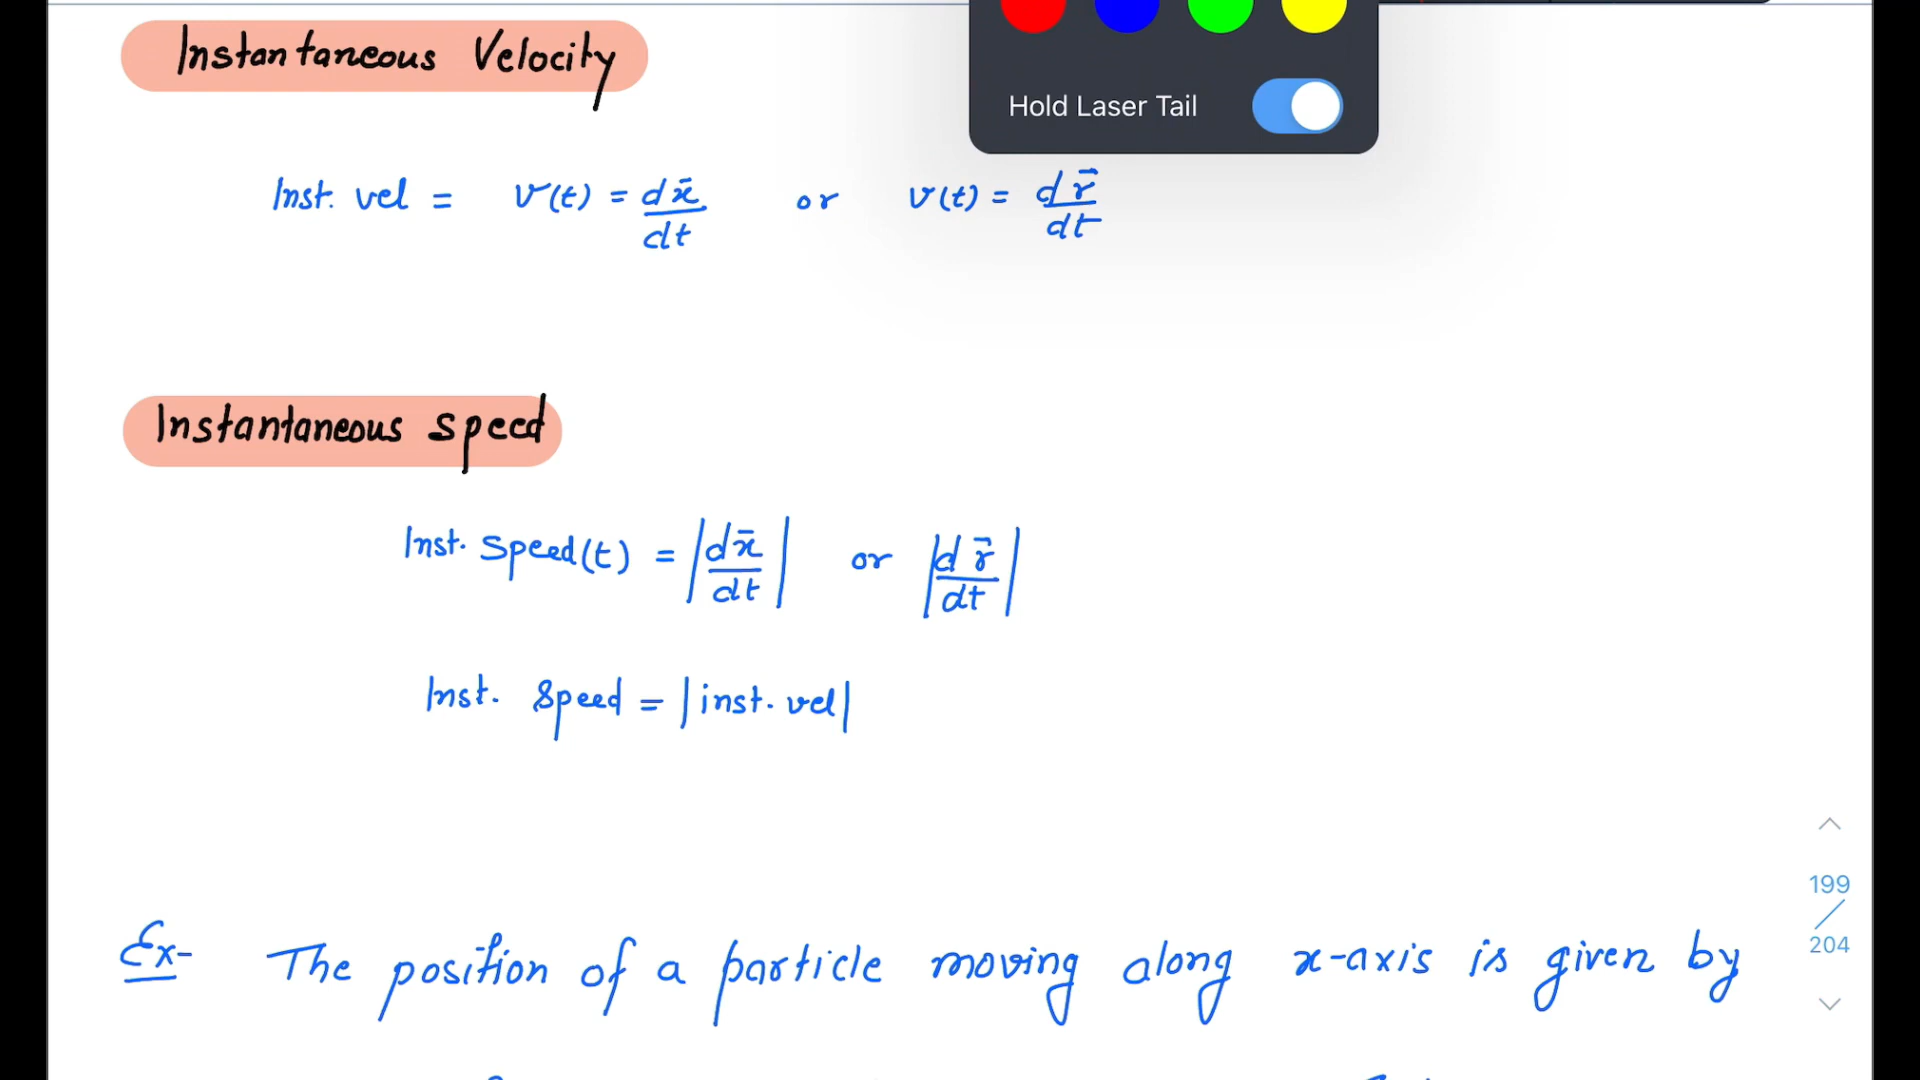 Instantaneous Velocity
Hold Laser Tail
Inst. vel = v(t) = dx̄/dt or v(t) = dr⃗/dt
Instantaneous speed
Inst. Speed(t) = |dx̄/dt| or |dr⃗/dt|
Inst. Speed = |inst. vel|
199
/
204
Ex- The position of a particle moving along x-axis is given by